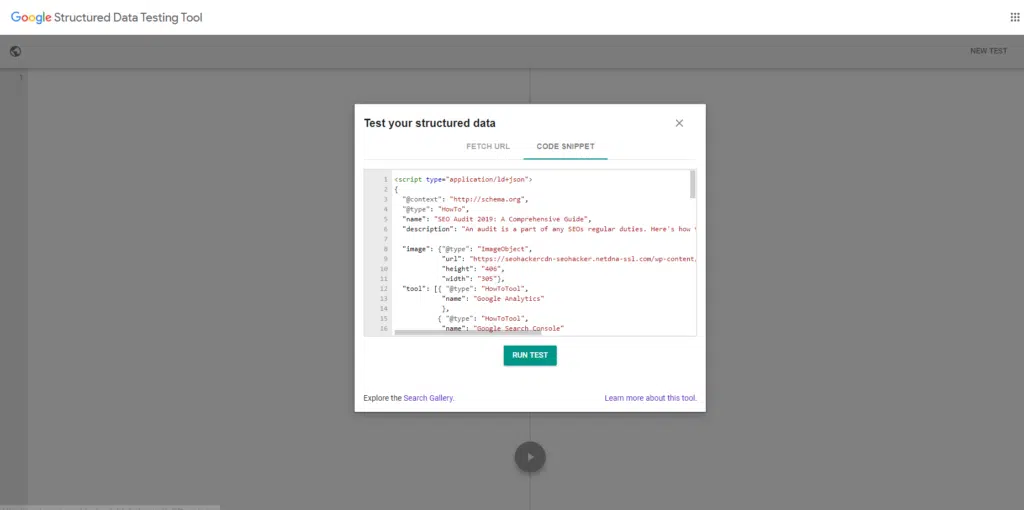 Google Structured Data Testing Tool
NEW TEST
1
Test your structured data
FETCH URL
CODE SNIPPET
1 <script type="application/ld+json">
2 {
3 "@context": "http://schema.org",
4 "@type": "HowTo",
5 "name": "SEO Audit 2019: A Comprehensive Guide",
6 "description": "An audit is a part of any SEOs regular duties. Here's how
7
8 "image": {"@type": "ImageObject",
9 "url": "https://seohackercdn-seohacker.netdna-ssl.com/wp-content/
10 "height": "406",
11 "width": "305"},
12 "tool": [{ "@type": "HowToTool",
13 "name": "Google Analytics"
14 },
15 { "@type": "HowToTool",
16 "name": "Google Search Console"
RUN TEST
Explore the Search Gallery.
Learn more about this tool.